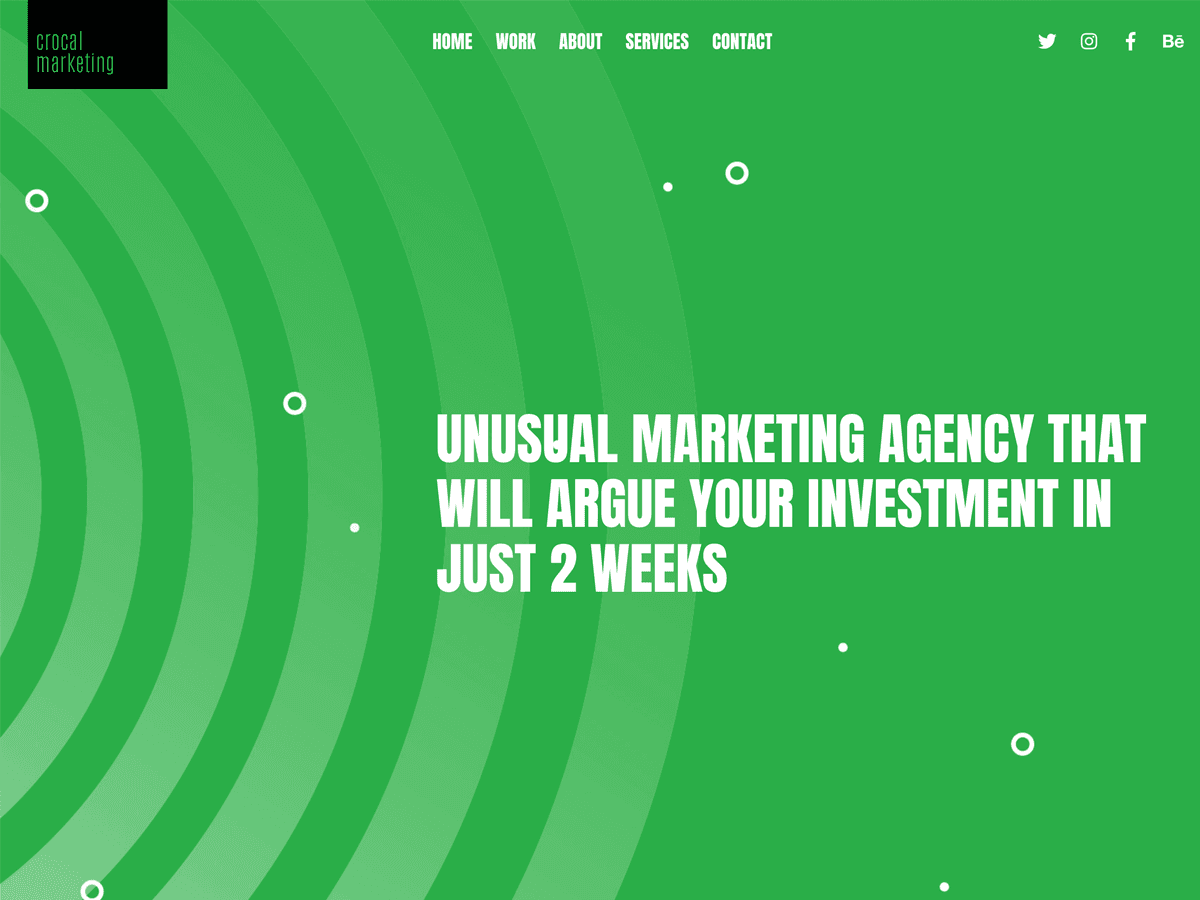 crocal
marketing
HOME WORK ABOUT SERVICES CONTACT
Bē
UNUSUAL MARKETING AGENCY THAT
WILL ARGUE YOUR INVESTMENT IN
JUST 2 WEEKS